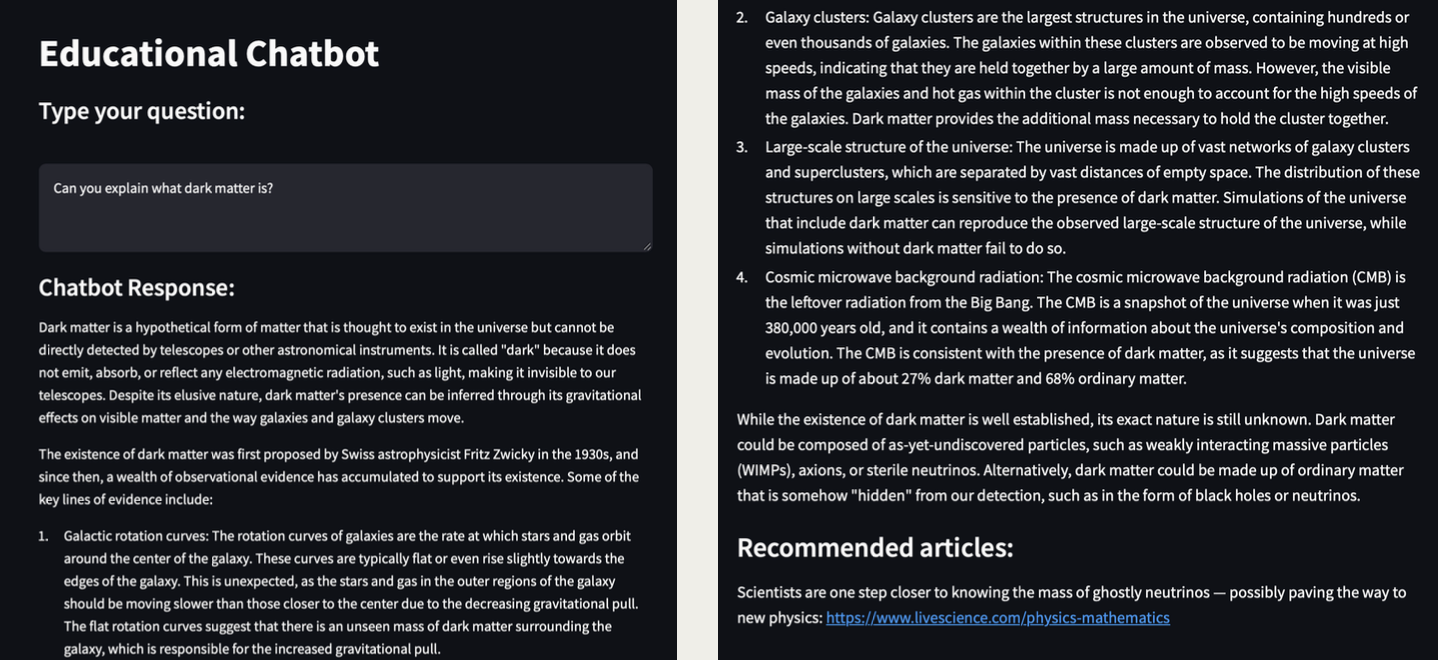 Educational Chatbot
Type your question:
Can you explain what dark matter is?
Chatbot Response:
Dark matter is a hypothetical form of matter that is thought to exist in the universe but cannot be
directly detected by telescopes or other astronomical instruments. It is called "dark" because it does
not emit, absorb, or reflect any electromagnetic radiation, such as light, making it invisible to our
telescopes. Despite its elusive nature, dark matter's presence can be inferred through its gravitational
effects on visible matter and the way galaxies and galaxy clusters move.
The existence of dark matter was first proposed by Swiss astrophysicist Fritz Zwicky in the 1930s, and
since then, a wealth of observational evidence has accumulated to support its existence. Some of the
key lines of evidence include:
1. Galactic rotation curves: The rotation curves of galaxies are the rate at which stars and gas orbit
around the center of the galaxy. These curves are typically flat or even rise slightly towards the
edges of the galaxy. This is unexpected, as the stars and gas in the outer regions of the galaxy
should be moving slower than those closer to the center due to the decreasing gravitational pull.
The flat rotation curves suggest that there is an unseen mass of dark matter surrounding the
galaxy, which is responsible for the increased gravitational pull.
2. Galaxy clusters: Galaxy clusters are the largest structures in the universe, containing hundreds or
even thousands of galaxies. The galaxies within these clusters are observed to be moving at high
speeds, indicating that they are held together by a large amount of mass. However, the visible
mass of the galaxies and hot gas within the cluster is not enough to account for the high speeds of
the galaxies. Dark matter provides the additional mass necessary to hold the cluster together.
3. Large-scale structure of the universe: The universe is made up of vast networks of galaxy clusters
and superclusters, which are separated by vast distances of empty space. The distribution of these
structures on large scales is sensitive to the presence of dark matter. Simulations of the universe
that include dark matter can reproduce the observed large-scale structure of the universe, while
simulations without dark matter fail to do so.
4. Cosmic microwave background radiation: The cosmic microwave background radiation (CMB) is
the leftover radiation from the Big Bang. The CMB is a snapshot of the universe when it was just
380,000 years old, and it contains a wealth of information about the universe's composition and
evolution. The CMB is consistent with the presence of dark matter, as it suggests that the universe
is made up of about 27% dark matter and 68% ordinary matter.
While the existence of dark matter is well established, its exact nature is still unknown. Dark matter
could be composed of as-yet-undiscovered particles, such as weakly interacting massive particles
(WIMPs), axions, or sterile neutrinos. Alternatively, dark matter could be made up of ordinary matter
that is somehow "hidden" from our detection, such as in the form of black holes or neutrinos.
Recommended articles:
Scientists are one step closer to knowing the mass of ghostly neutrinos — possibly paving the way to
new physics: https://www.livescience.com/physics-mathematics